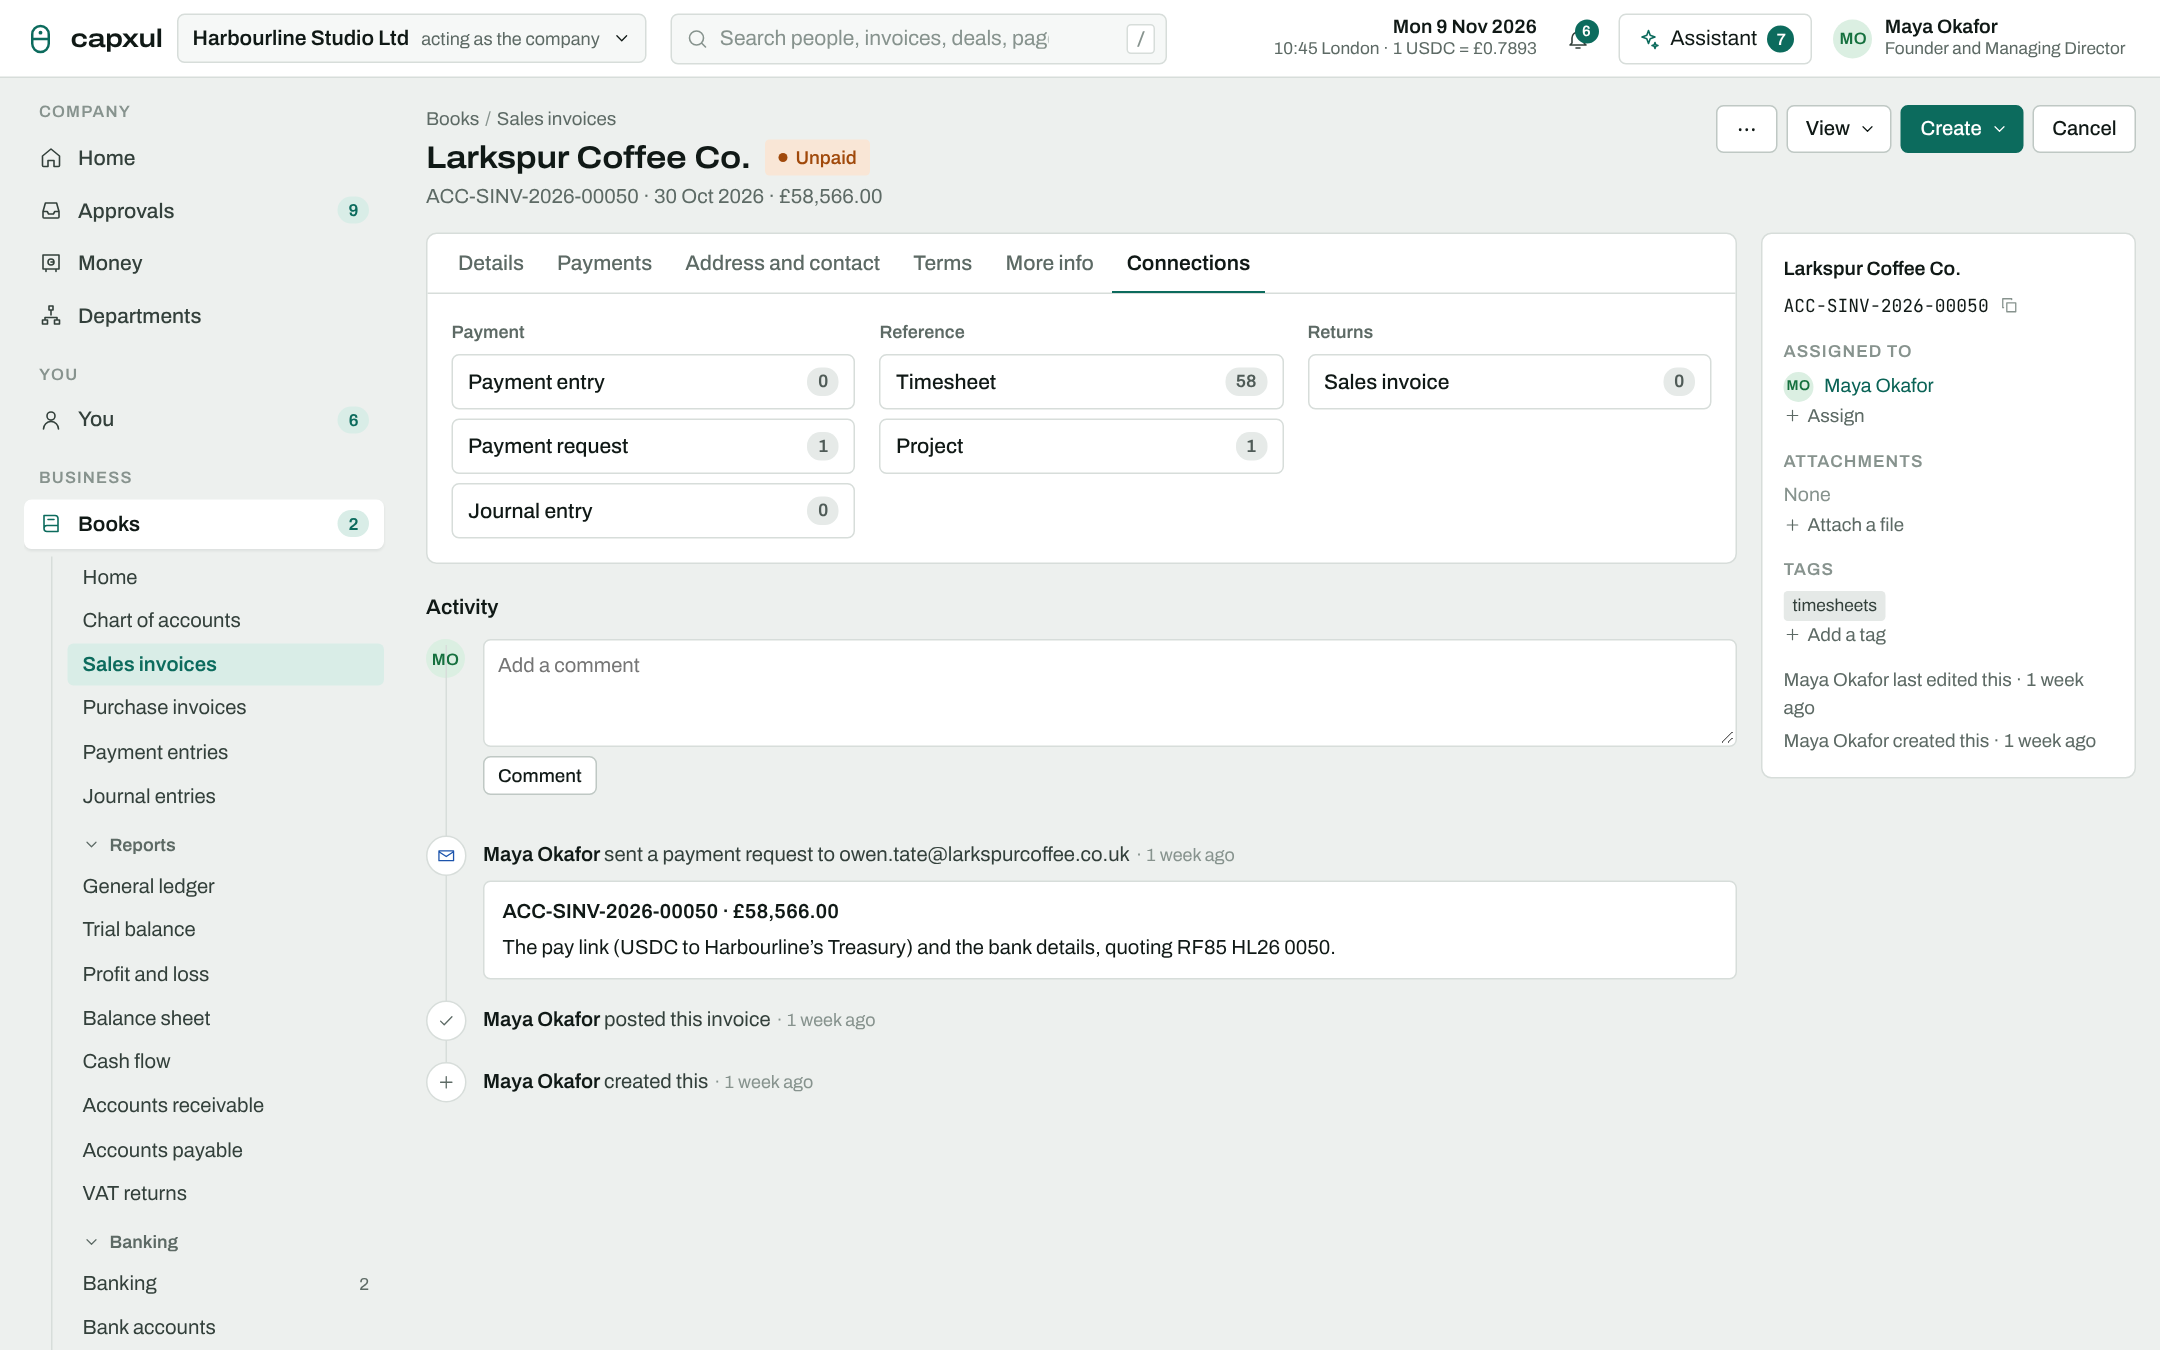 capxul
Harbourline Studio Ltd acting as the company
Search people, invoices, deals, pag
/
Mon 9 Nov 2026
10:45 London · 1 USDC = £0.7893
6
Assistant 7
MO
Maya Okafor
Founder and Managing Director
COMPANY
Home
Approvals 9
Money
Departments
YOU
You 6
BUSINESS
Books 2
Home
Chart of accounts
Sales invoices
Purchase invoices
Payment entries
Journal entries
Reports
General ledger
Trial balance
Profit and loss
Balance sheet
Cash flow
Accounts receivable
Accounts payable
VAT returns
Banking
Banking 2
Bank accounts
Books / Sales invoices
Larkspur Coffee Co. Unpaid
ACC-SINV-2026-00050 · 30 Oct 2026 · £58,566.00
... View Create Cancel
Details Payments Address and contact Terms More info Connections
Payment
Payment entry 0
Payment request 1
Journal entry 0
Reference
Timesheet 58
Project 1
Returns
Sales invoice 0
Activity
MO
Add a comment
Comment
Maya Okafor sent a payment request to owen.tate@larkspurcoffee.co.uk · 1 week ago
ACC-SINV-2026-00050 · £58,566.00
The pay link (USDC to Harbourline’s Treasury) and the bank details, quoting RF85 HL26 0050.
Maya Okafor posted this invoice · 1 week ago
Maya Okafor created this · 1 week ago
Larkspur Coffee Co.
ACC-SINV-2026-00050
ASSIGNED TO
MO Maya Okafor
+ Assign
ATTACHMENTS
None
+ Attach a file
TAGS
timesheets
+ Add a tag
Maya Okafor last edited this · 1 week
ago
Maya Okafor created this · 1 week ago